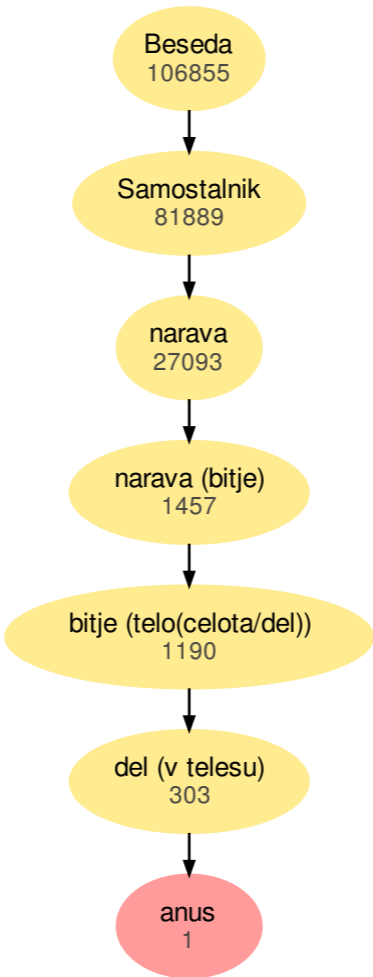 Beseda
106855
Samostalnik
81889
narava
27093
narava (bitje)
1457
bitje (telo(celota/del))
1190
del (v telesu)
303
anus
1